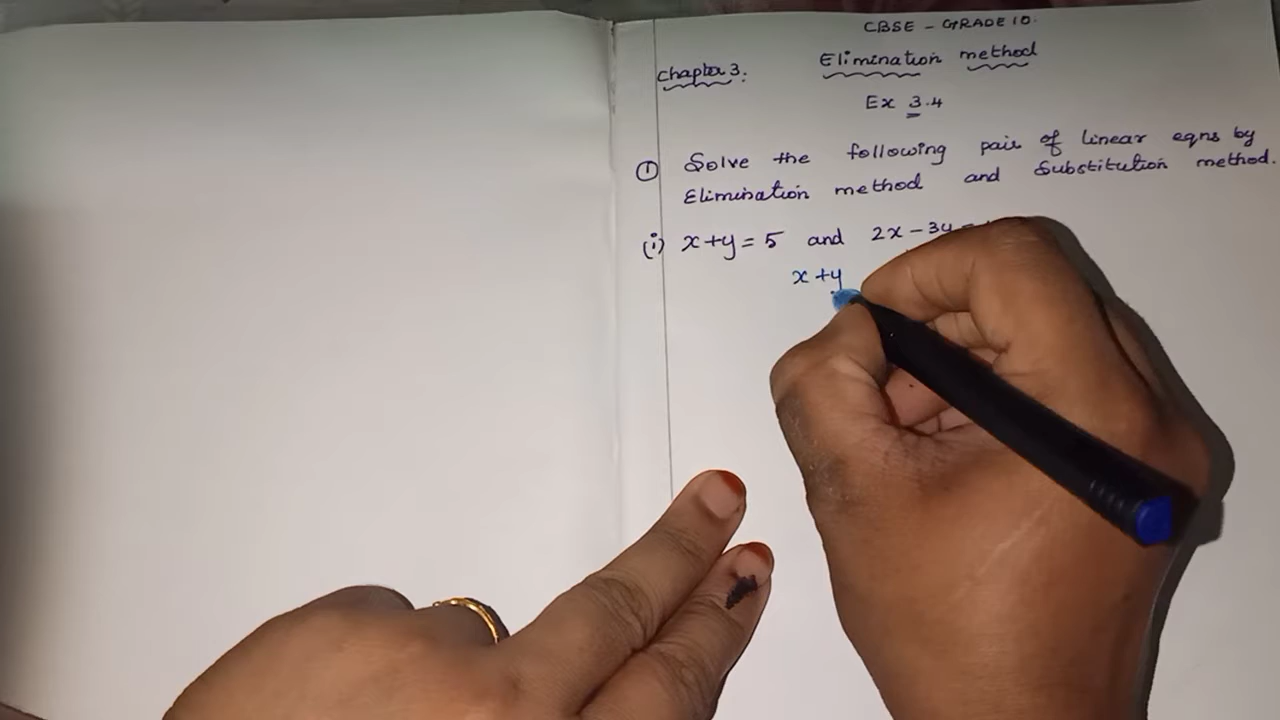 CBSE - GRADE 10.
Chapter 3. Elimination method
Ex 3.4
① Solve the following pair of linear eqns by
Elimination method and Substitution method.
(i) x+y = 5 and 2x - 3y =
x + y